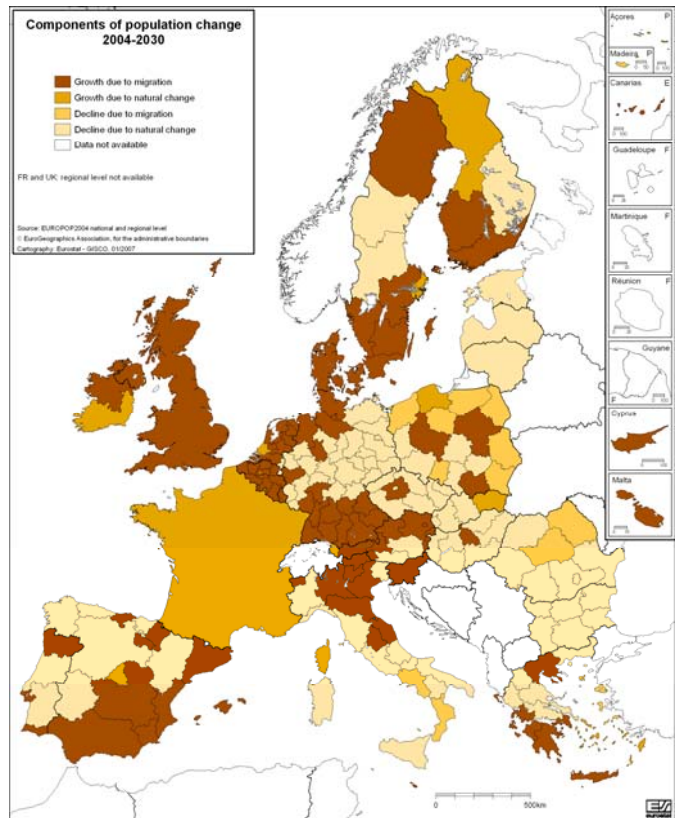 Components of population change
2004-2030
Growth due to migration
Growth due to natural change
Decline due to migration
Decline due to natural change
Data not available
FR and UK: regional level not available
Source: EUROPOP2004 national and regional level
© EuroGeographics Association, for the administrative boundaries
Cartography: Eurostat - GISCO, 01/2007
Açores P
Madeira P
Canarias E
Guadeloupe F
Martinique F
Réunion F
Guyane
F
Cyprus
Malta
0 500km
eurostat